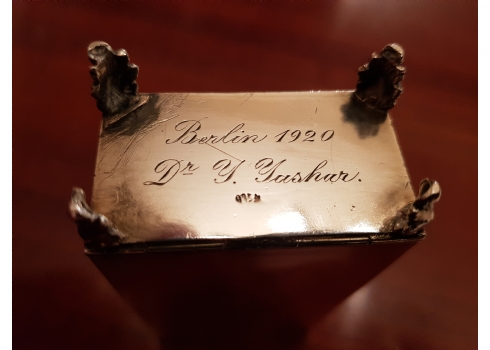 Berlin 1920
Dr Y. Yashar.